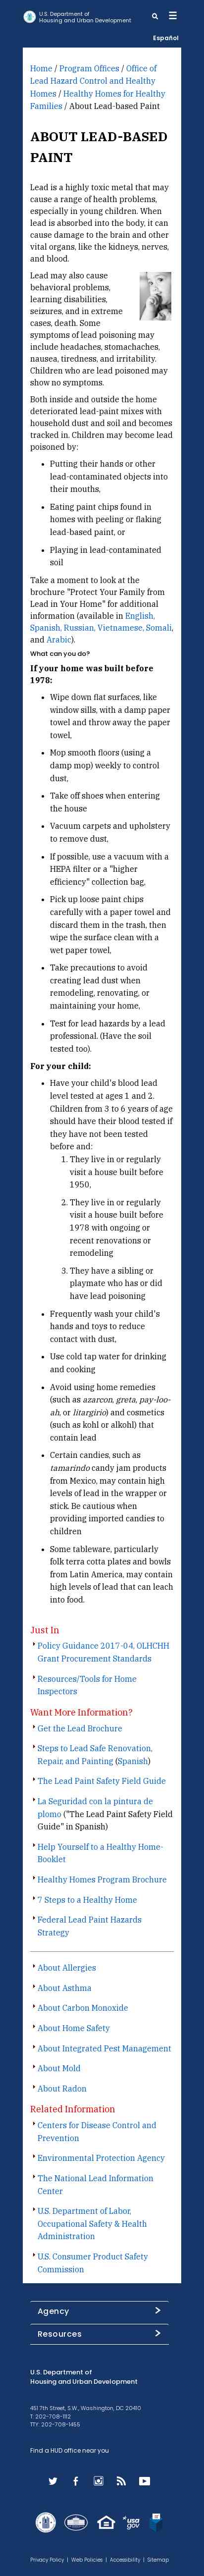 U.S. Department of
Housing and Urban Development
Español
Home / Program Offices / Office of
Lead Hazard Control and Healthy
Homes / Healthy Homes for Healthy
Families / About Lead-based Paint
ABOUT LEAD-BASED
PAINT
Lead is a highly toxic metal that may
cause a range of health problems,
especially in young children. When
lead is absorbed into the body, it can
cause damage to the brain and other
vital organs, like the kidneys, nerves,
and blood.
Lead may also cause
behavioral problems,
learning disabilities,
seizures, and in extreme
cases, death. Some
symptoms of lead poisoning may
include headaches, stomachaches,
nausea, tiredness, and irritability.
Children who are lead poisoned may
show no symptoms.
Both inside and outside the home
deteriorated lead-paint mixes with
household dust and soil and becomes
tracked in. Children may become lead
poisoned by:
• Putting their hands or other
lead-contaminated objects into
their mouths,
• Eating paint chips found in
homes with peeling or flaking
lead-based paint, or
• Playing in lead-contaminated
soil
Take a moment to look at the
brochure "Protect Your Family from
Lead in Your Home" for additional
information (available in English,
Spanish, Russian, Vietnamese, Somali,
and Arabic).
What can you do?
If your home was built before
1978:
• Wipe down flat surfaces, like
window sills, with a damp paper
towel and throw away the paper
towel,
• Mop smooth floors (using a
damp mop) weekly to control
dust,
• Take off shoes when entering
the house
• Vacuum carpets and upholstery
to remove dust,
• If possible, use a vacuum with a
HEPA filter or a "higher
efficiency" collection bag,
• Pick up loose paint chips
carefully with a paper towel and
discard them in the trash, then
wipe the surface clean with a
wet paper towel,
• Take precautions to avoid
creating lead dust when
remodeling, renovating, or
maintaining your home,
• Test for lead hazards by a lead
professional. (Have the soil
tested too).
For your child:
• Have your child's blood lead
level tested at ages 1 and 2.
Children from 3 to 6 years of age
should have their blood tested if
they have not been tested
before and:
1. They live in or regularly
visit a house built before
1950,
2. They live in or regularly
visit a house built before
1978 with ongoing or
recent renovations or
remodeling
3. They have a sibling or
playmate who has or did
have lead poisoning
• Frequently wash your child's
hands and toys to reduce
contact with dust,
• Use cold tap water for drinking
and cooking
• Avoid using home remedies
(such as azarcon, greta, pay-loo-
ah, or litargirio) and cosmetics
(such as kohl or alkohl) that
contain lead
• Certain candies, such as
tamarindo candy jam products
from Mexico, may contain high
levels of lead in the wrapper or
stick. Be cautious when
providing imported candies to
children
• Some tableware, particularly
folk terra cotta plates and bowls
from Latin America, may contain
high levels of lead that can leach
into food.
Just In
Policy Guidance 2017-04, OLHCHH
Grant Procurement Standards
Resources/Tools for Home
Inspectors
Want More Information?
Get the Lead Brochure
Steps to Lead Safe Renovation,
Repair, and Painting (Spanish)
The Lead Paint Safety Field Guide
La Seguridad con la pintura de
plomo ("The Lead Paint Safety Field
Guide" in Spanish)
Help Yourself to a Healthy Home-
Booklet
Healthy Homes Program Brochure
7 Steps to a Healthy Home
Federal Lead Paint Hazards
Strategy
About Allergies
About Asthma
About Carbon Monoxide
About Home Safety
About Integrated Pest Management
About Mold
About Radon
Related Information
Centers for Disease Control and
Prevention
Environmental Protection Agency
The National Lead Information
Center
U.S. Department of Labor,
Occupational Safety & Health
Administration
U.S. Consumer Product Safety
Commission
Agency
Resources
U.S. Department of
Housing and Urban Development
451 7th Street, S.W., Washington, DC 20410
T: 202-708-1112
TTY: 202-708-1455
Find a HUD office near you
usa
gov
Privacy Policy | Web Policies | Accessibility | Sitemap